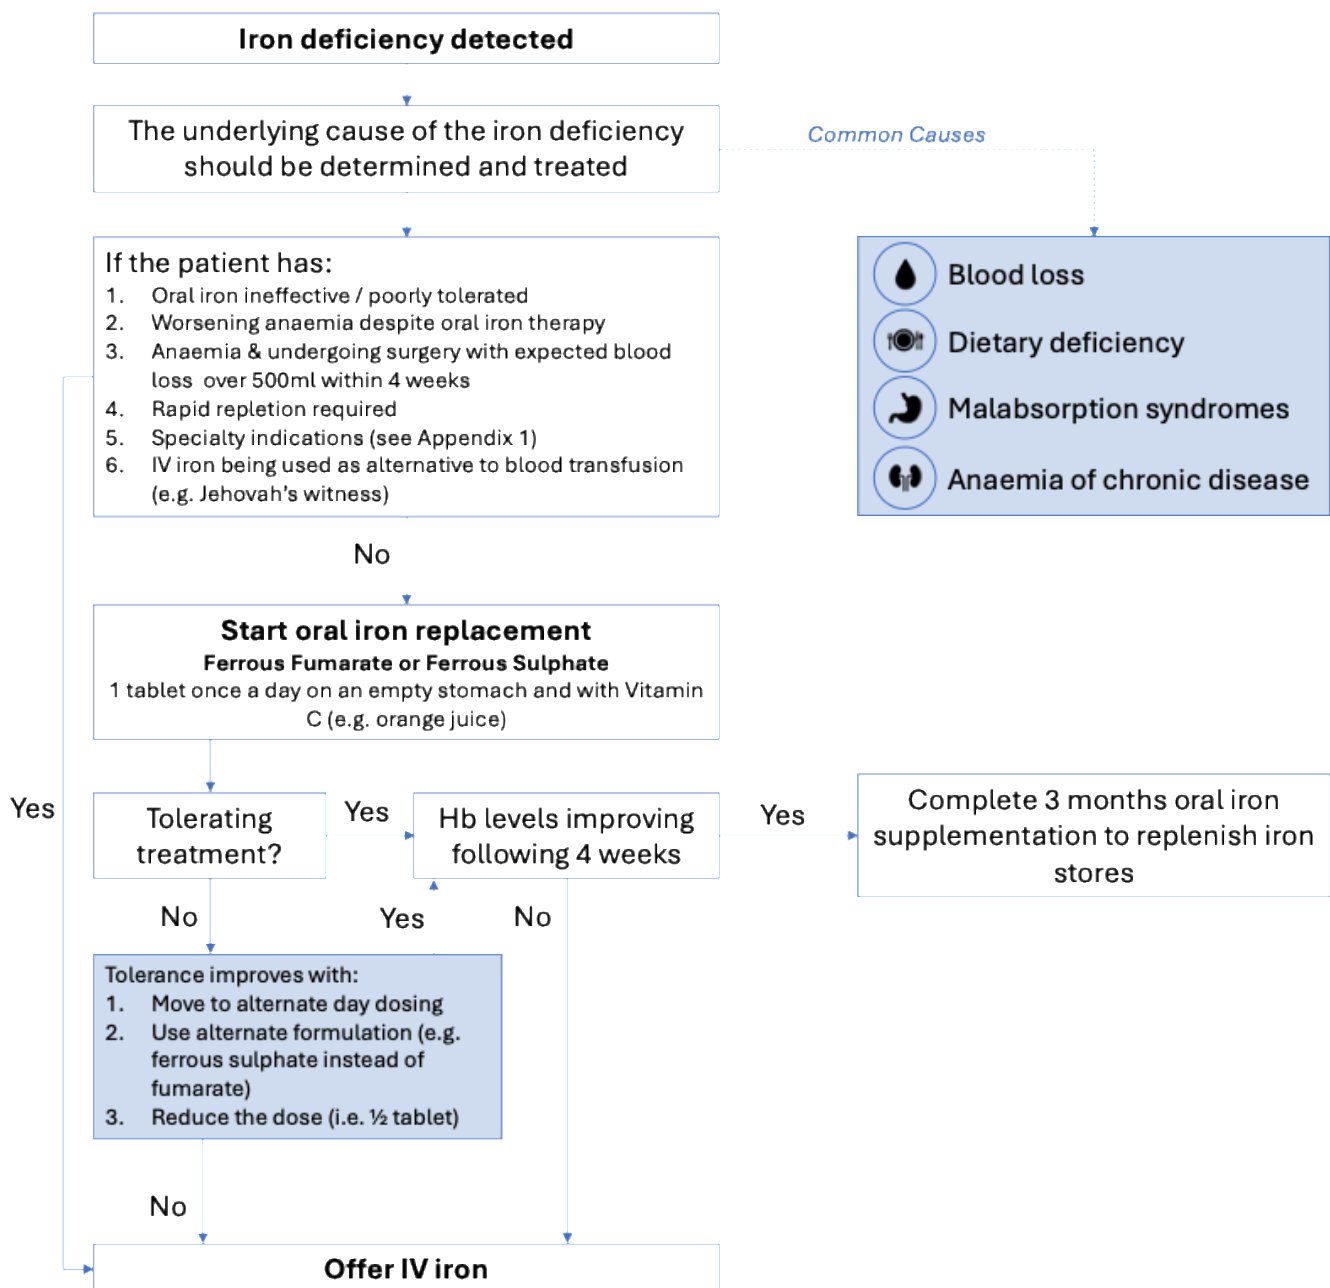 Iron deficiency detected
The underlying cause of the iron deficiency
should be determined and treated
Common Causes
If the patient has:
1. Oral iron ineffective / poorly tolerated
2. Worsening anaemia despite oral iron therapy
3. Anaemia & undergoing surgery with expected blood
loss over 500ml within 4 weeks
4. Rapid repletion required
5. Specialty indications (see Appendix 1)
6. IV iron being used as alternative to blood transfusion
(e.g. Jehovah's witness)
Blood loss
Dietary deficiency
Malabsorption syndromes
Anaemia of chronic disease
No
Start oral iron replacement
Ferrous Fumarate or Ferrous Sulphate
1 tablet once a day on an empty stomach and with Vitamin
C (e.g. orange juice)
Yes
Tolerating
treatment?
Yes
Hb levels improving
following 4 weeks
Yes
Complete 3 months oral iron
supplementation to replenish iron
stores
No
Yes
No
Tolerance improves with:
1. Move to alternate day dosing
2. Use alternate formulation (e.g.
ferrous sulphate instead of
fumarate)
3. Reduce the dose (i.e. ½ tablet)
No
Offer IV iron